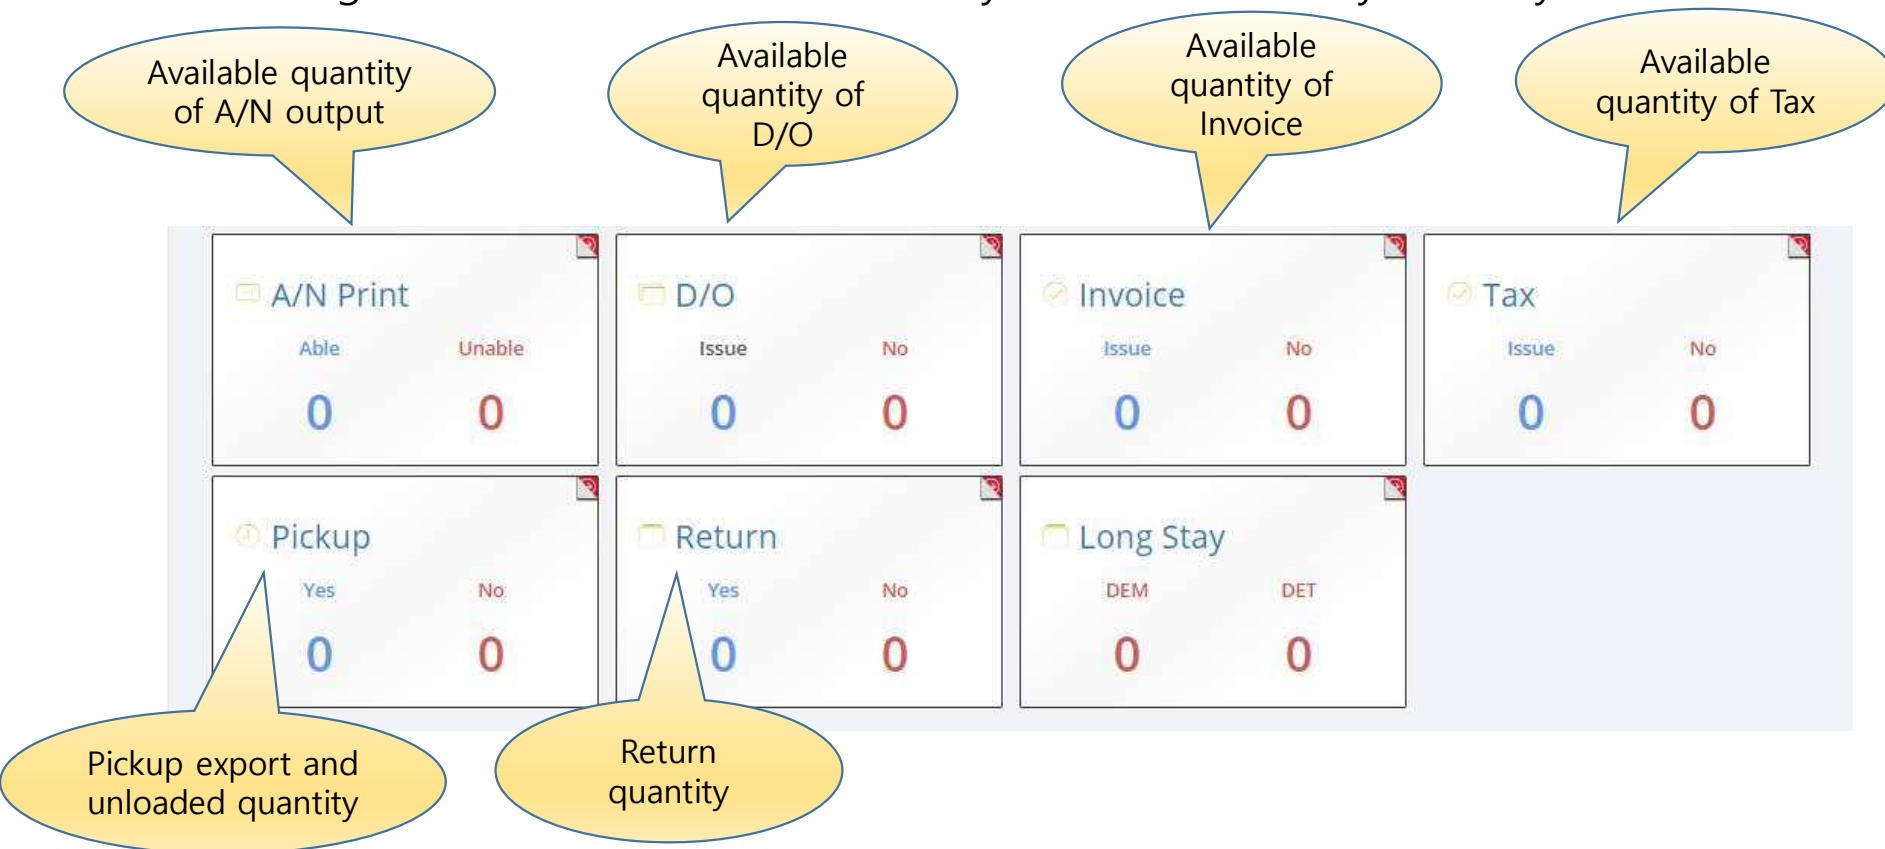 Available quantity
of A/N output
Available
quantity of
D/O
Available
quantity of
Invoice
Available
quantity of Tax
A/N Print
Able Unable
0 0
D/O
Issue No
0 0
Invoice
Issue No
0 0
Tax
Issue No
0 0
Pickup
Yes No
0 0
Return
Yes No
0 0
Long Stay
DEM DET
0 0
Pickup export and
unloaded quantity
Return
quantity